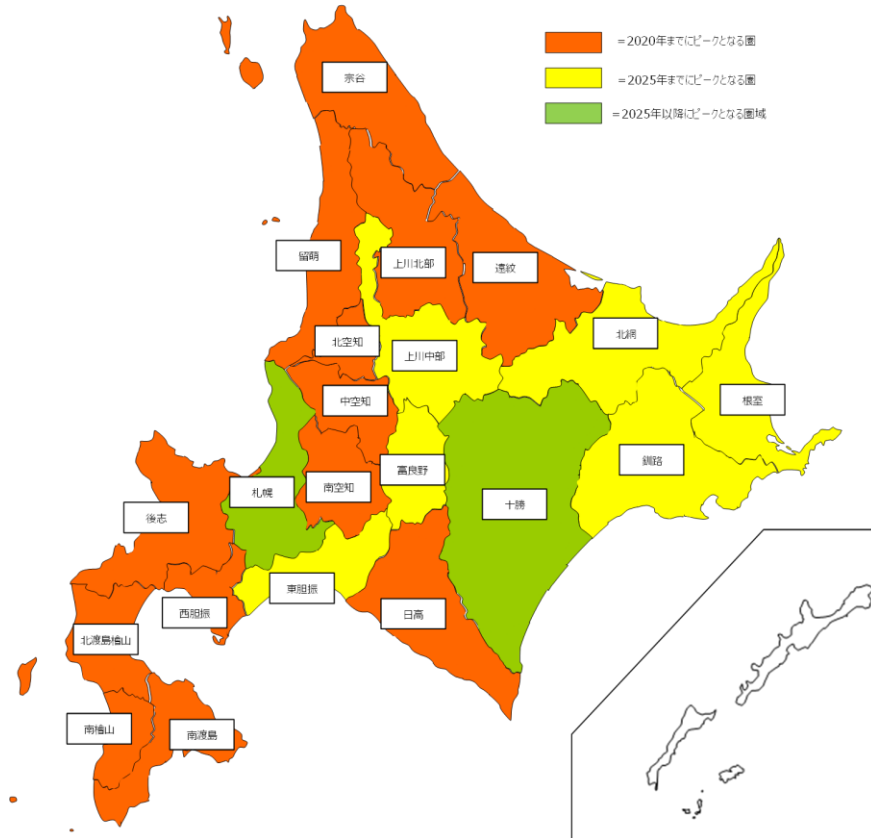 =2020年までにピークとなる圏
=2025年までにピークとなる圏
=2025年以降にピークとなる圏域
宗谷
留萌
上川北部
遠紋
北網
北空知
上川中部
中空知
根室
富良野
釧路
札幌
南空知
十勝
後志
東胆振
西胆振
日高
北渡島檜山
南檜山
南渡島